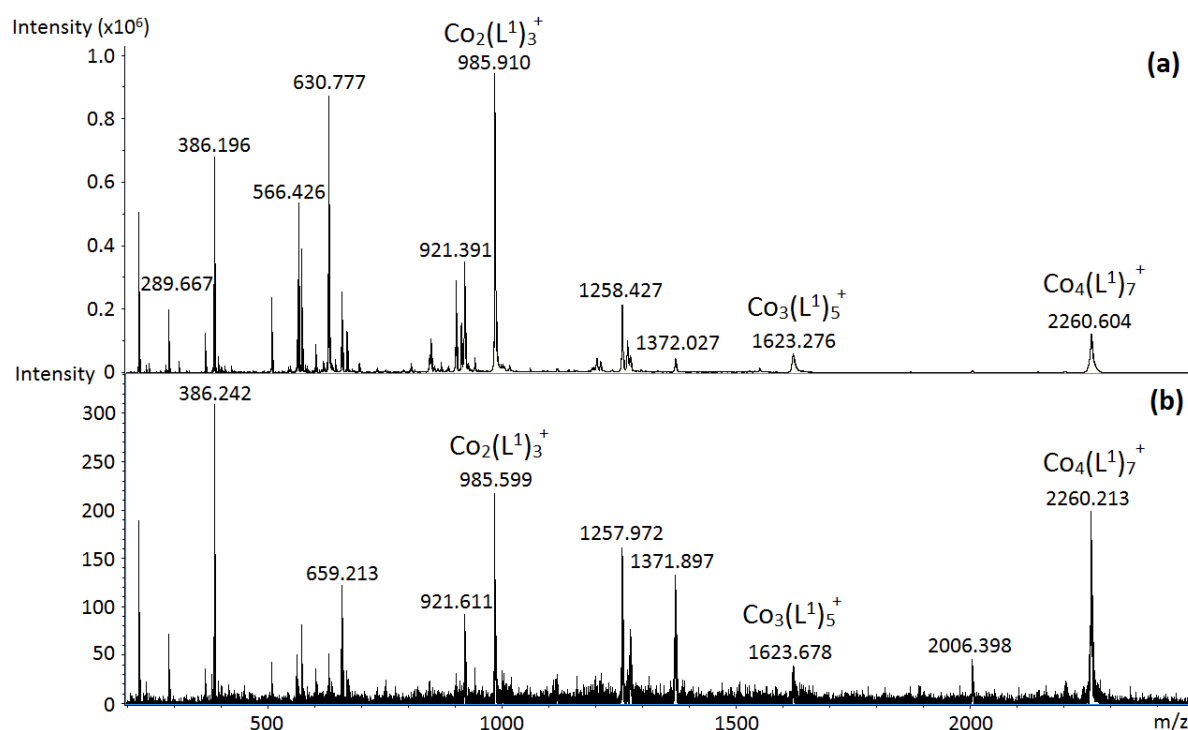 Intensity (x10⁶)
(a)
1.0
0.8
0.6
0.4
0.2
0
289.667
386.196
566.426
630.777
921.391
Co₂(L¹)₃⁺
985.910
1258.427
1372.027
Co₃(L¹)₅⁺
1623.276
Co₄(L¹)₇⁺
2260.604
Intensity
(b)
300
250
200
150
100
50
0
386.242
659.213
921.611
Co₂(L¹)₃⁺
985.599
1257.972
1371.897
Co₃(L¹)₅⁺
1623.678
2006.398
Co₄(L¹)₇⁺
2260.213
500 1000 1500 2000 m/z